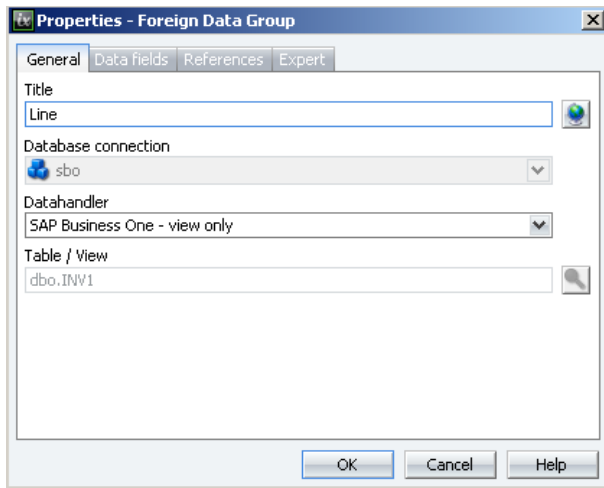 Properties - Foreign Data Group
General Data fields References Expert
Title
Line
Database connection
sbo
Datahandler
SAP Business One - view only
Table / View
dbo.INV1
OK Cancel Help